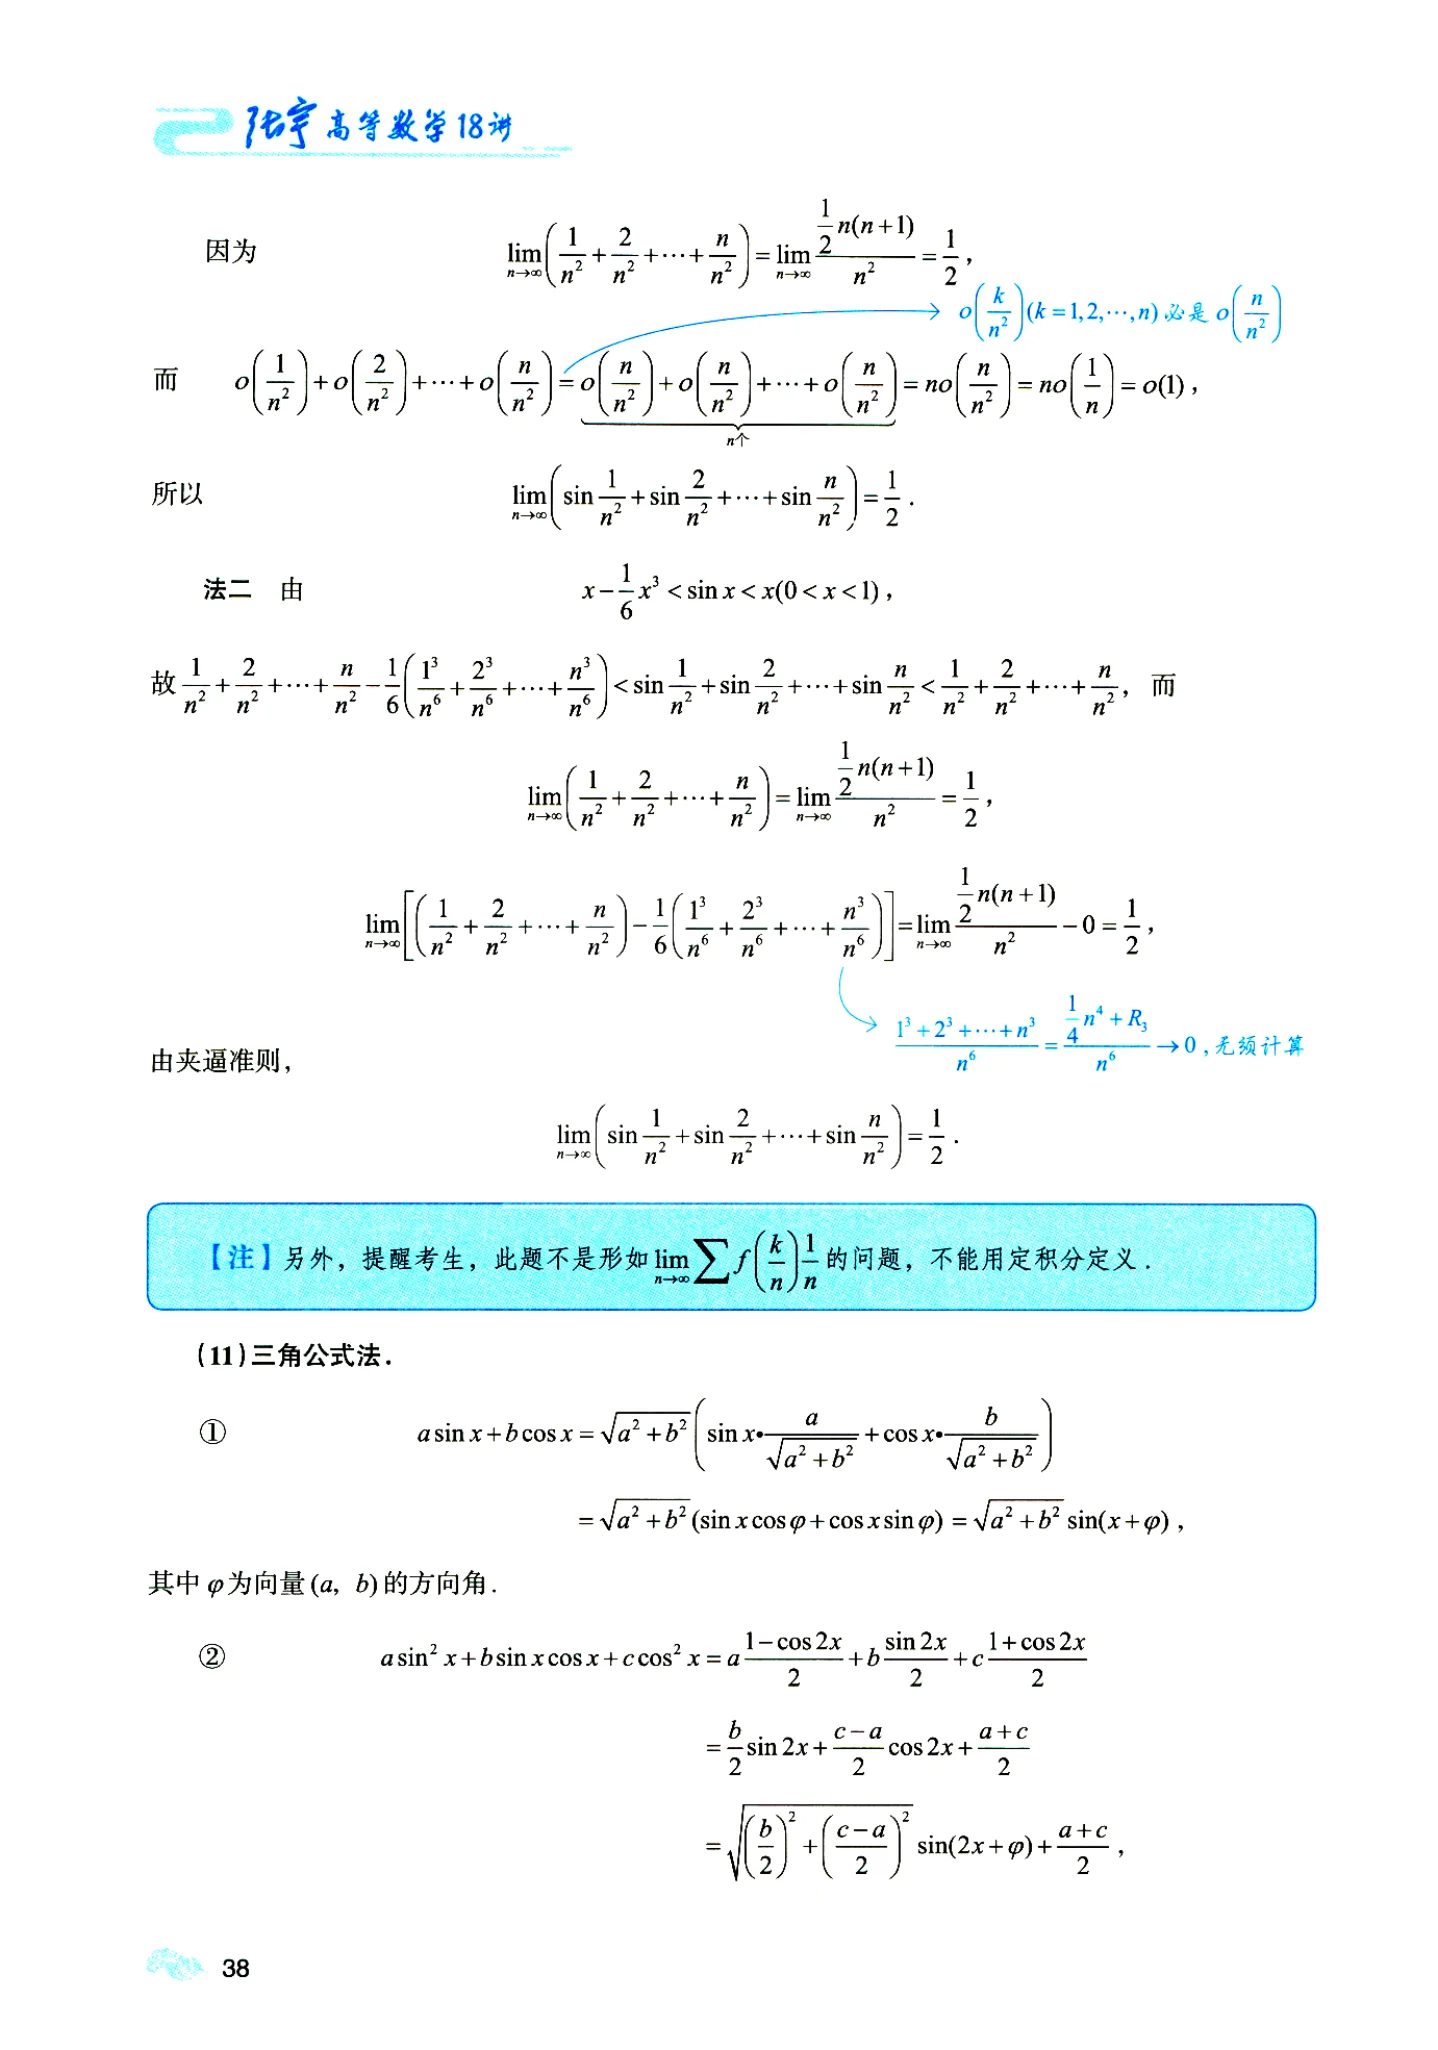 张宇高等数学18讲
因为 $\lim_{n\to\infty}\left(\frac{1}{n^2}+\frac{2}{n^2}+\cdots+\frac{n}{n^2}\right)=\lim_{n\to\infty}\frac{\frac{1}{2}n(n+1)}{n^2}=\frac{1}{2}$，
$o\left(\frac{k}{n^2}\right)(k=1,2,\cdots,n)$ 必是 $o\left(\frac{n}{n^2}\right)$
而 $o\left(\frac{1}{n^2}\right)+o\left(\frac{2}{n^2}\right)+\cdots+o\left(\frac{n}{n^2}\right)=\underbrace{o\left(\frac{n}{n^2}\right)+o\left(\frac{n}{n^2}\right)+\cdots+o\left(\frac{n}{n^2}\right)}_{n个}=no\left(\frac{n}{n^2}\right)=no\left(\frac{1}{n}\right)=o(1)$，
所以 $\lim_{n\to\infty}\left(\sin\frac{1}{n^2}+\sin\frac{2}{n^2}+\cdots+\sin\frac{n}{n^2}\right)=\frac{1}{2}$．
法二 由 $x-\frac{1}{6}x^3<\sin x<x(0<x<1)$，
故 $\frac{1}{n^2}+\frac{2}{n^2}+\cdots+\frac{n}{n^2}-\frac{1}{6}\left(\frac{1^3}{n^6}+\frac{2^3}{n^6}+\cdots+\frac{n^3}{n^6}\right)<\sin\frac{1}{n^2}+\sin\frac{2}{n^2}+\cdots+\sin\frac{n}{n^2}<\frac{1}{n^2}+\frac{2}{n^2}+\cdots+\frac{n}{n^2}$，而
$\lim_{n\to\infty}\left(\frac{1}{n^2}+\frac{2}{n^2}+\cdots+\frac{n}{n^2}\right)=\lim_{n\to\infty}\frac{\frac{1}{2}n(n+1)}{n^2}=\frac{1}{2}$，
$\lim_{n\to\infty}\left[\left(\frac{1}{n^2}+\frac{2}{n^2}+\cdots+\frac{n}{n^2}\right)-\frac{1}{6}\left(\frac{1^3}{n^6}+\frac{2^3}{n^6}+\cdots+\frac{n^3}{n^6}\right)\right]=\lim_{n\to\infty}\frac{\frac{1}{2}n(n+1)}{n^2}-0=\frac{1}{2}$，
$\frac{1^3+2^3+\cdots+n^3}{n^6}=\frac{\frac{1}{4}n^4+R_3}{n^6}\to0$，无须计算
由夹逼准则，
$\lim_{n\to\infty}\left(\sin\frac{1}{n^2}+\sin\frac{2}{n^2}+\cdots+\sin\frac{n}{n^2}\right)=\frac{1}{2}$．
【注】另外，提醒考生，此题不是形如 $\lim_{n\to\infty}\sum f\left(\frac{k}{n}\right)\frac{1}{n}$ 的问题，不能用定积分定义．
(11)三角公式法．
① $a\sin x+b\cos x=\sqrt{a^2+b^2}\left(\sin x\cdot\frac{a}{\sqrt{a^2+b^2}}+\cos x\cdot\frac{b}{\sqrt{a^2+b^2}}\right)$
$=\sqrt{a^2+b^2}(\sin x\cos\varphi+\cos x\sin\varphi)=\sqrt{a^2+b^2}\sin(x+\varphi)$，
其中 $\varphi$ 为向量 $(a,b)$ 的方向角．
② $a\sin^2x+b\sin x\cos x+c\cos^2x=a\frac{1-\cos2x}{2}+b\frac{\sin2x}{2}+c\frac{1+\cos2x}{2}$
$=\frac{b}{2}\sin2x+\frac{c-a}{2}\cos2x+\frac{a+c}{2}$
$=\sqrt{\left(\frac{b}{2}\right)^2+\left(\frac{c-a}{2}\right)^2}\sin(2x+\varphi)+\frac{a+c}{2}$，
38